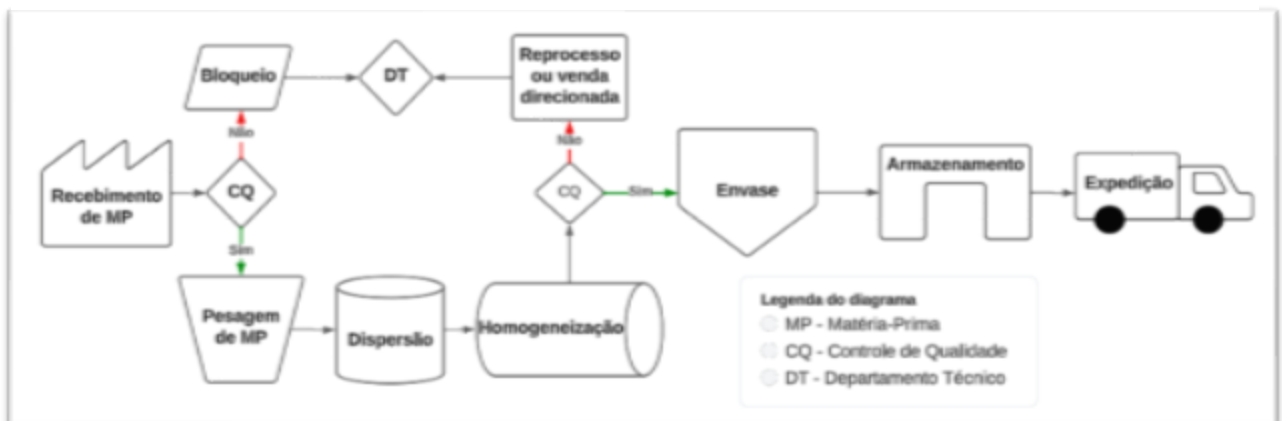 Recebimento
de MP
CQ
Não
Bloqueio
DT
Sim
Pesagem
de MP
Dispersão
Homogeneização
CQ
Não
Reprocesso
ou venda
direcionada
Sim
Envase
Armazenamento
Expedição
Legenda do diagrama
MP - Matéria-Prima
CQ - Controle de Qualidade
DT - Departamento Técnico